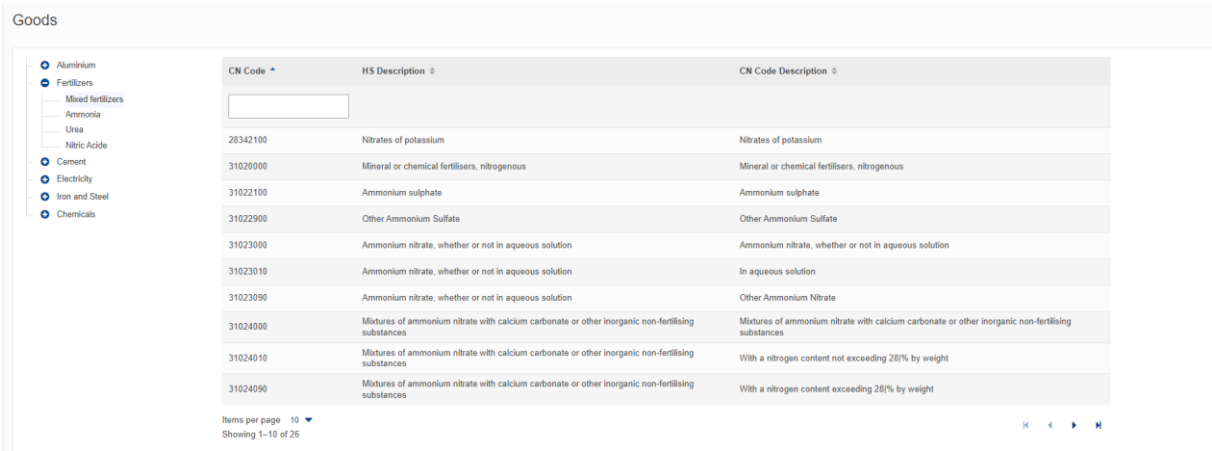 Goods
Aluminium
Fertilizers
Mixed fertilizers
Ammonia
Urea
Nitric Acide
Cement
Electricity
Iron and Steel
Chemicals
CN Code HS Description CN Code Description
28342100 Nitrates of potassium Nitrates of potassium
31020000 Mineral or chemical fertilisers, nitrogenous Mineral or chemical fertilisers, nitrogenous
31022100 Ammonium sulphate Ammonium sulphate
31022900 Other Ammonium Sulfate Other Ammonium Sulfate
31023000 Ammonium nitrate, whether or not in aqueous solution Ammonium nitrate, whether or not in aqueous solution
31023010 Ammonium nitrate, whether or not in aqueous solution In aqueous solution
31023090 Ammonium nitrate, whether or not in aqueous solution Other Ammonium Nitrate
31024000 Mixtures of ammonium nitrate with calcium carbonate or other inorganic non-fertilising substances Mixtures of ammonium nitrate with calcium carbonate or other inorganic non-fertilising substances
31024010 Mixtures of ammonium nitrate with calcium carbonate or other inorganic non-fertilising substances With a nitrogen content not exceeding 28|% by weight
31024090 Mixtures of ammonium nitrate with calcium carbonate or other inorganic non-fertilising substances With a nitrogen content exceeding 28|% by weight
Items per page 10
Showing 1–10 of 26